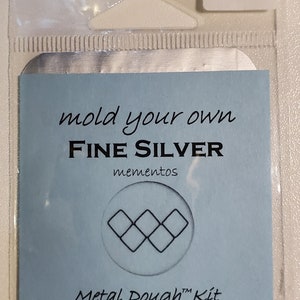 mold your own
FINE SILVER
mementos
Metal Dough™ Kit